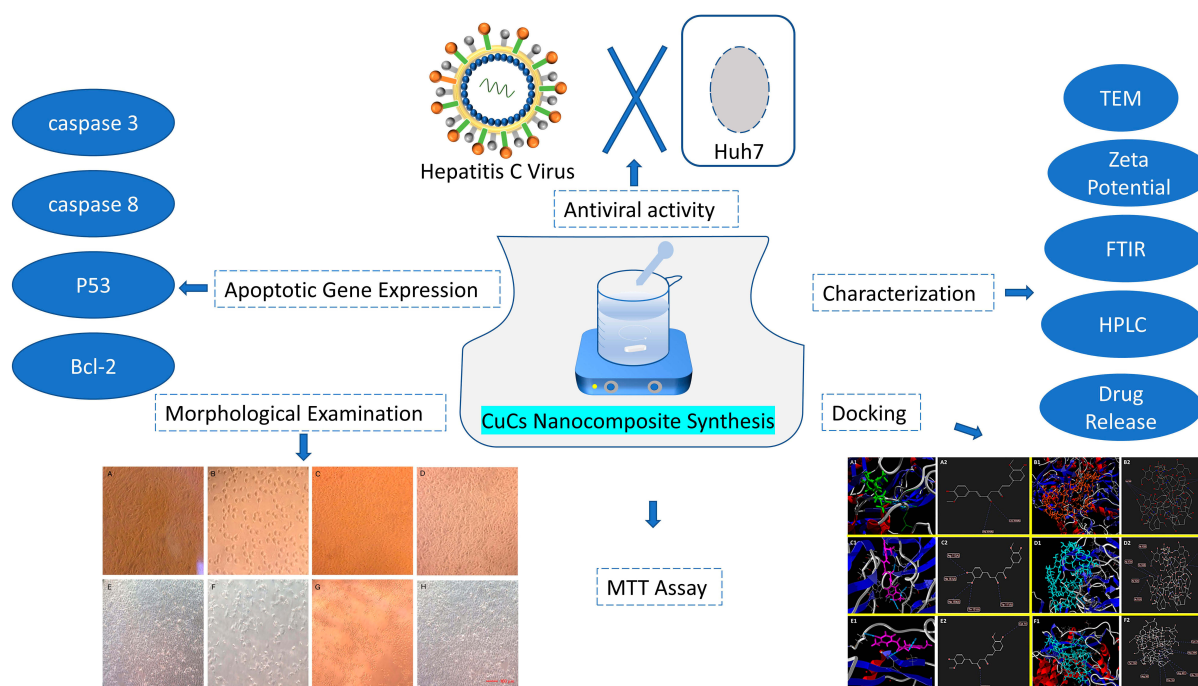 Hepatitis C Virus
Huh7
Antiviral activity
caspase 3
caspase 8
P53
Bcl-2
Apoptotic Gene Expression
Characterization
TEM
Zeta
Potential
FTIR
HPLC
Drug
Release
CuCs Nanocomposite Synthesis
Morphological Examination
Docking
MTT Assay
A
B
C
D
E
F
G
H
A1
A2
B1
B2
C1
C2
D1
D2
E1
E2
F1
F2